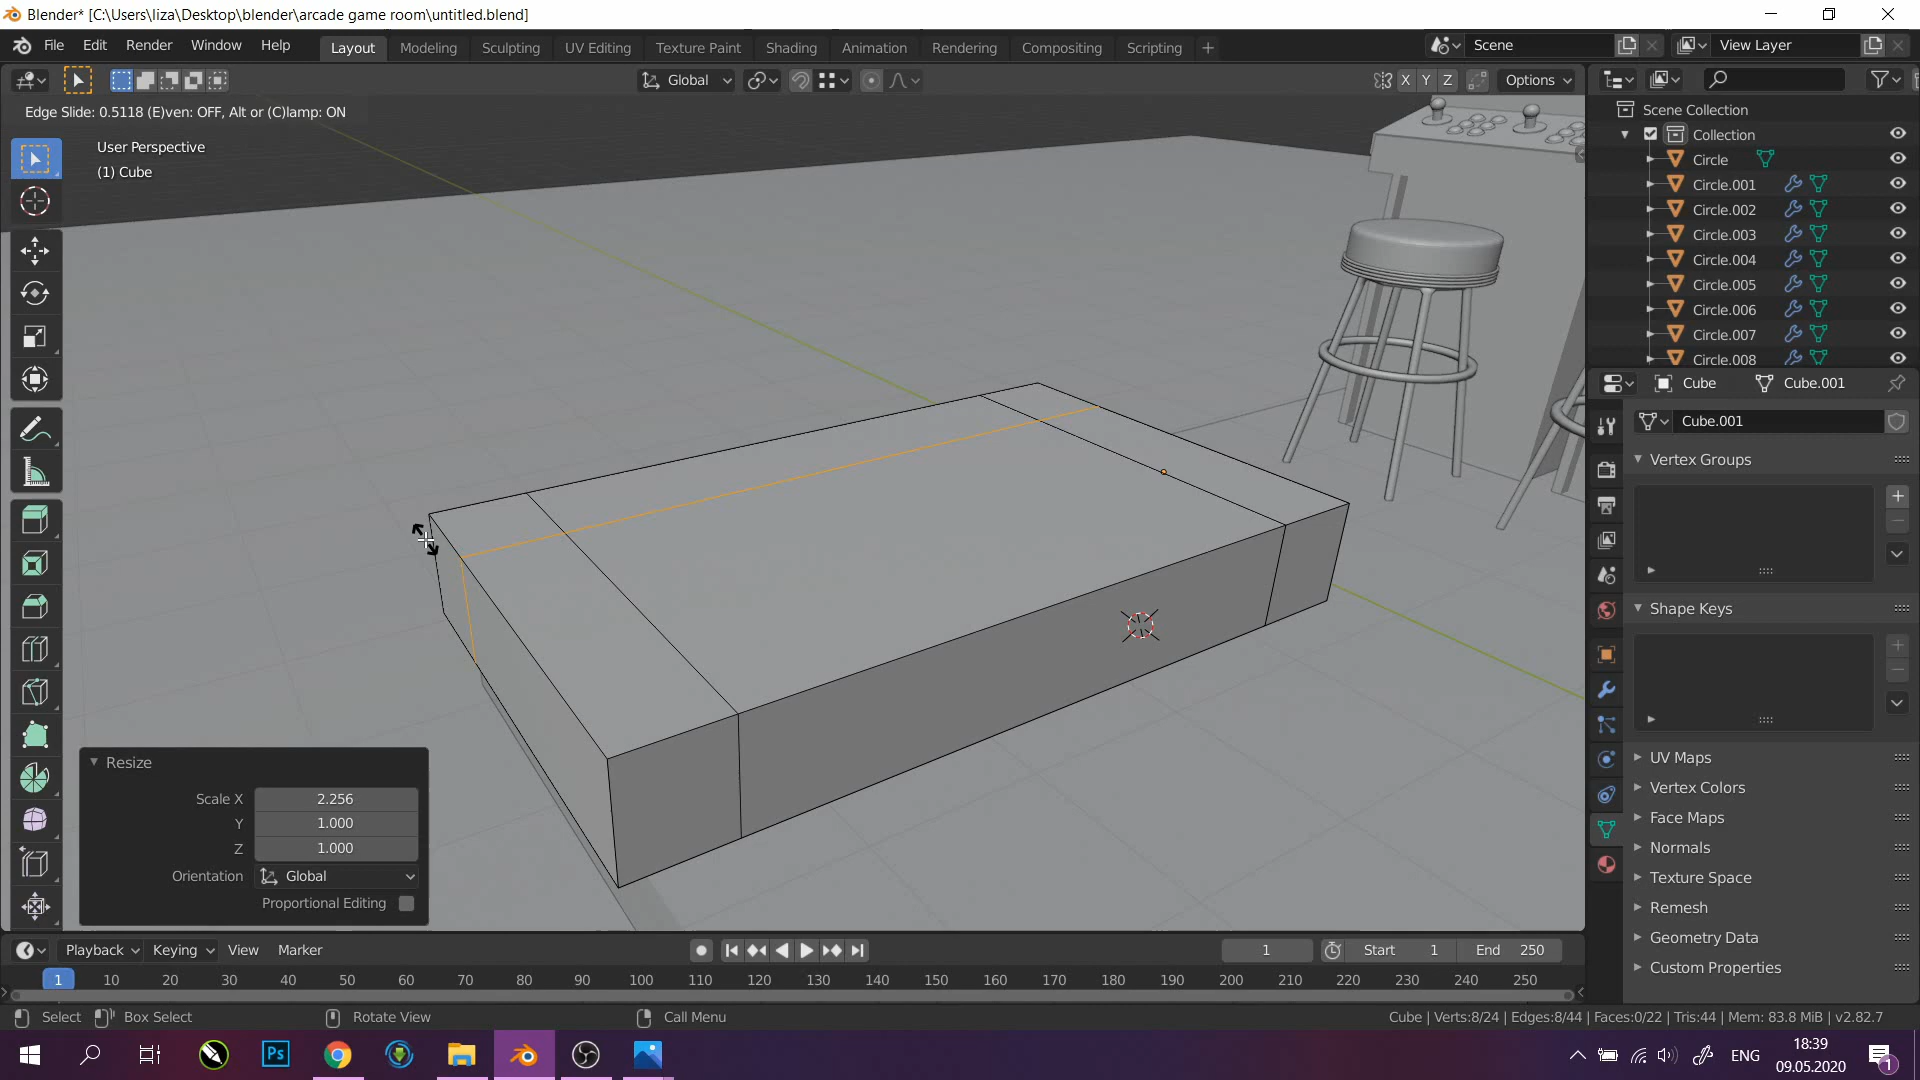 Blender* [C:\Users\liza\Desktop\blender\arcade game room\untitled.blend]
File Edit Render Window Help Layout Modeling Sculpting UV Editing Texture Paint Shading Animation Rendering Compositing Scripting + Scene View Layer
Global X Y Z Options
Edge Slide: 0.5118 (E)ven: OFF, Alt or (C)lamp: ON
User Perspective
(1) Cube
Scene Collection
Collection
Circle
Circle.001
Circle.002
Circle.003
Circle.004
Circle.005
Circle.006
Circle.007
Circle.008
Cube Cube.001
Cube.001
Vertex Groups
Shape Keys
UV Maps
Vertex Colors
Face Maps
Normals
Texture Space
Remesh
Geometry Data
Custom Properties
Resize
Scale X 2.256
Y 1.000
Z 1.000
Orientation Global
Proportional Editing
Playback Keying View Marker 1 Start 1 End 250
1 10 20 30 40 50 60 70 80 90 100 110 120 130 140 150 160 170 180 190 200 210 220 230 240 250
Select Box Select Rotate View Call Menu Cube | Verts:8/24 | Edges:8/44 | Faces:0/22 | Tris:44 | Mem: 83.8 MiB | v2.82.7
Ps ENG 18:39
09.05.2020 1